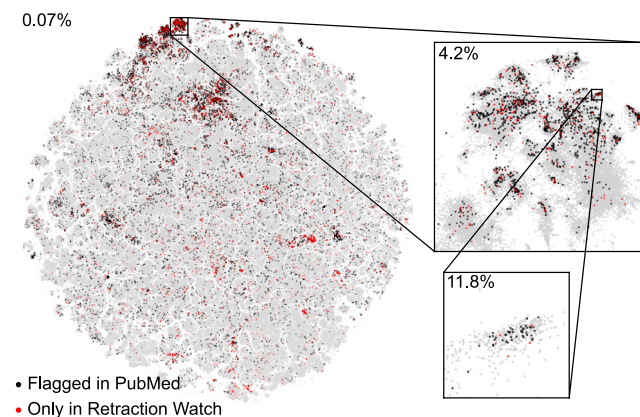 0.07%
4.2%
11.8%
Flagged in PubMed
Only in Retraction Watch